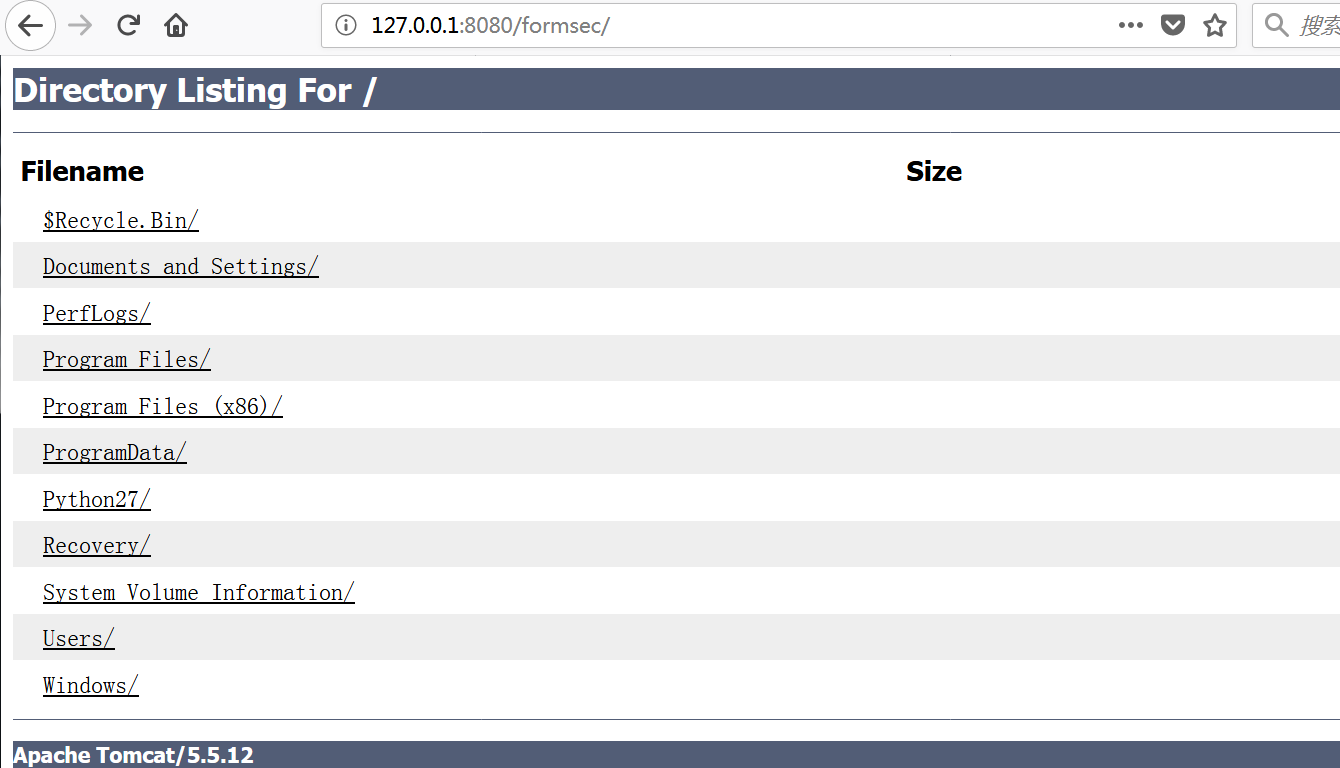 127.0.0.1:8080/formsec/
搜索
Directory Listing For /
Filename Size
$Recycle.Bin/
Documents and Settings/
PerfLogs/
Program Files/
Program Files (x86)/
ProgramData/
Python27/
Recovery/
System Volume Information/
Users/
Windows/
Apache Tomcat/5.5.12